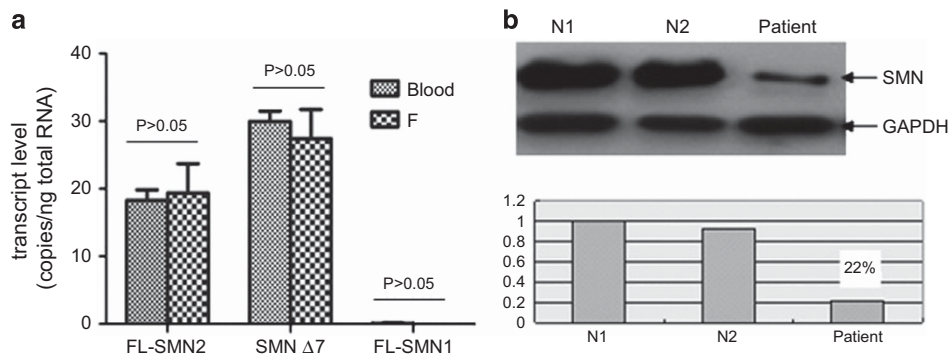 a
transcript level
(copies/ng total RNA)
40
30
20
10
0
P>0.05
P>0.05
P>0.05
Blood
F
FL-SMN2
SMN Δ7
FL-SMN1
b
N1 N2 Patient
SMN
GAPDH
1.2
1
0.8
0.6
0.4
0.2
0
22%
N1 N2 Patient